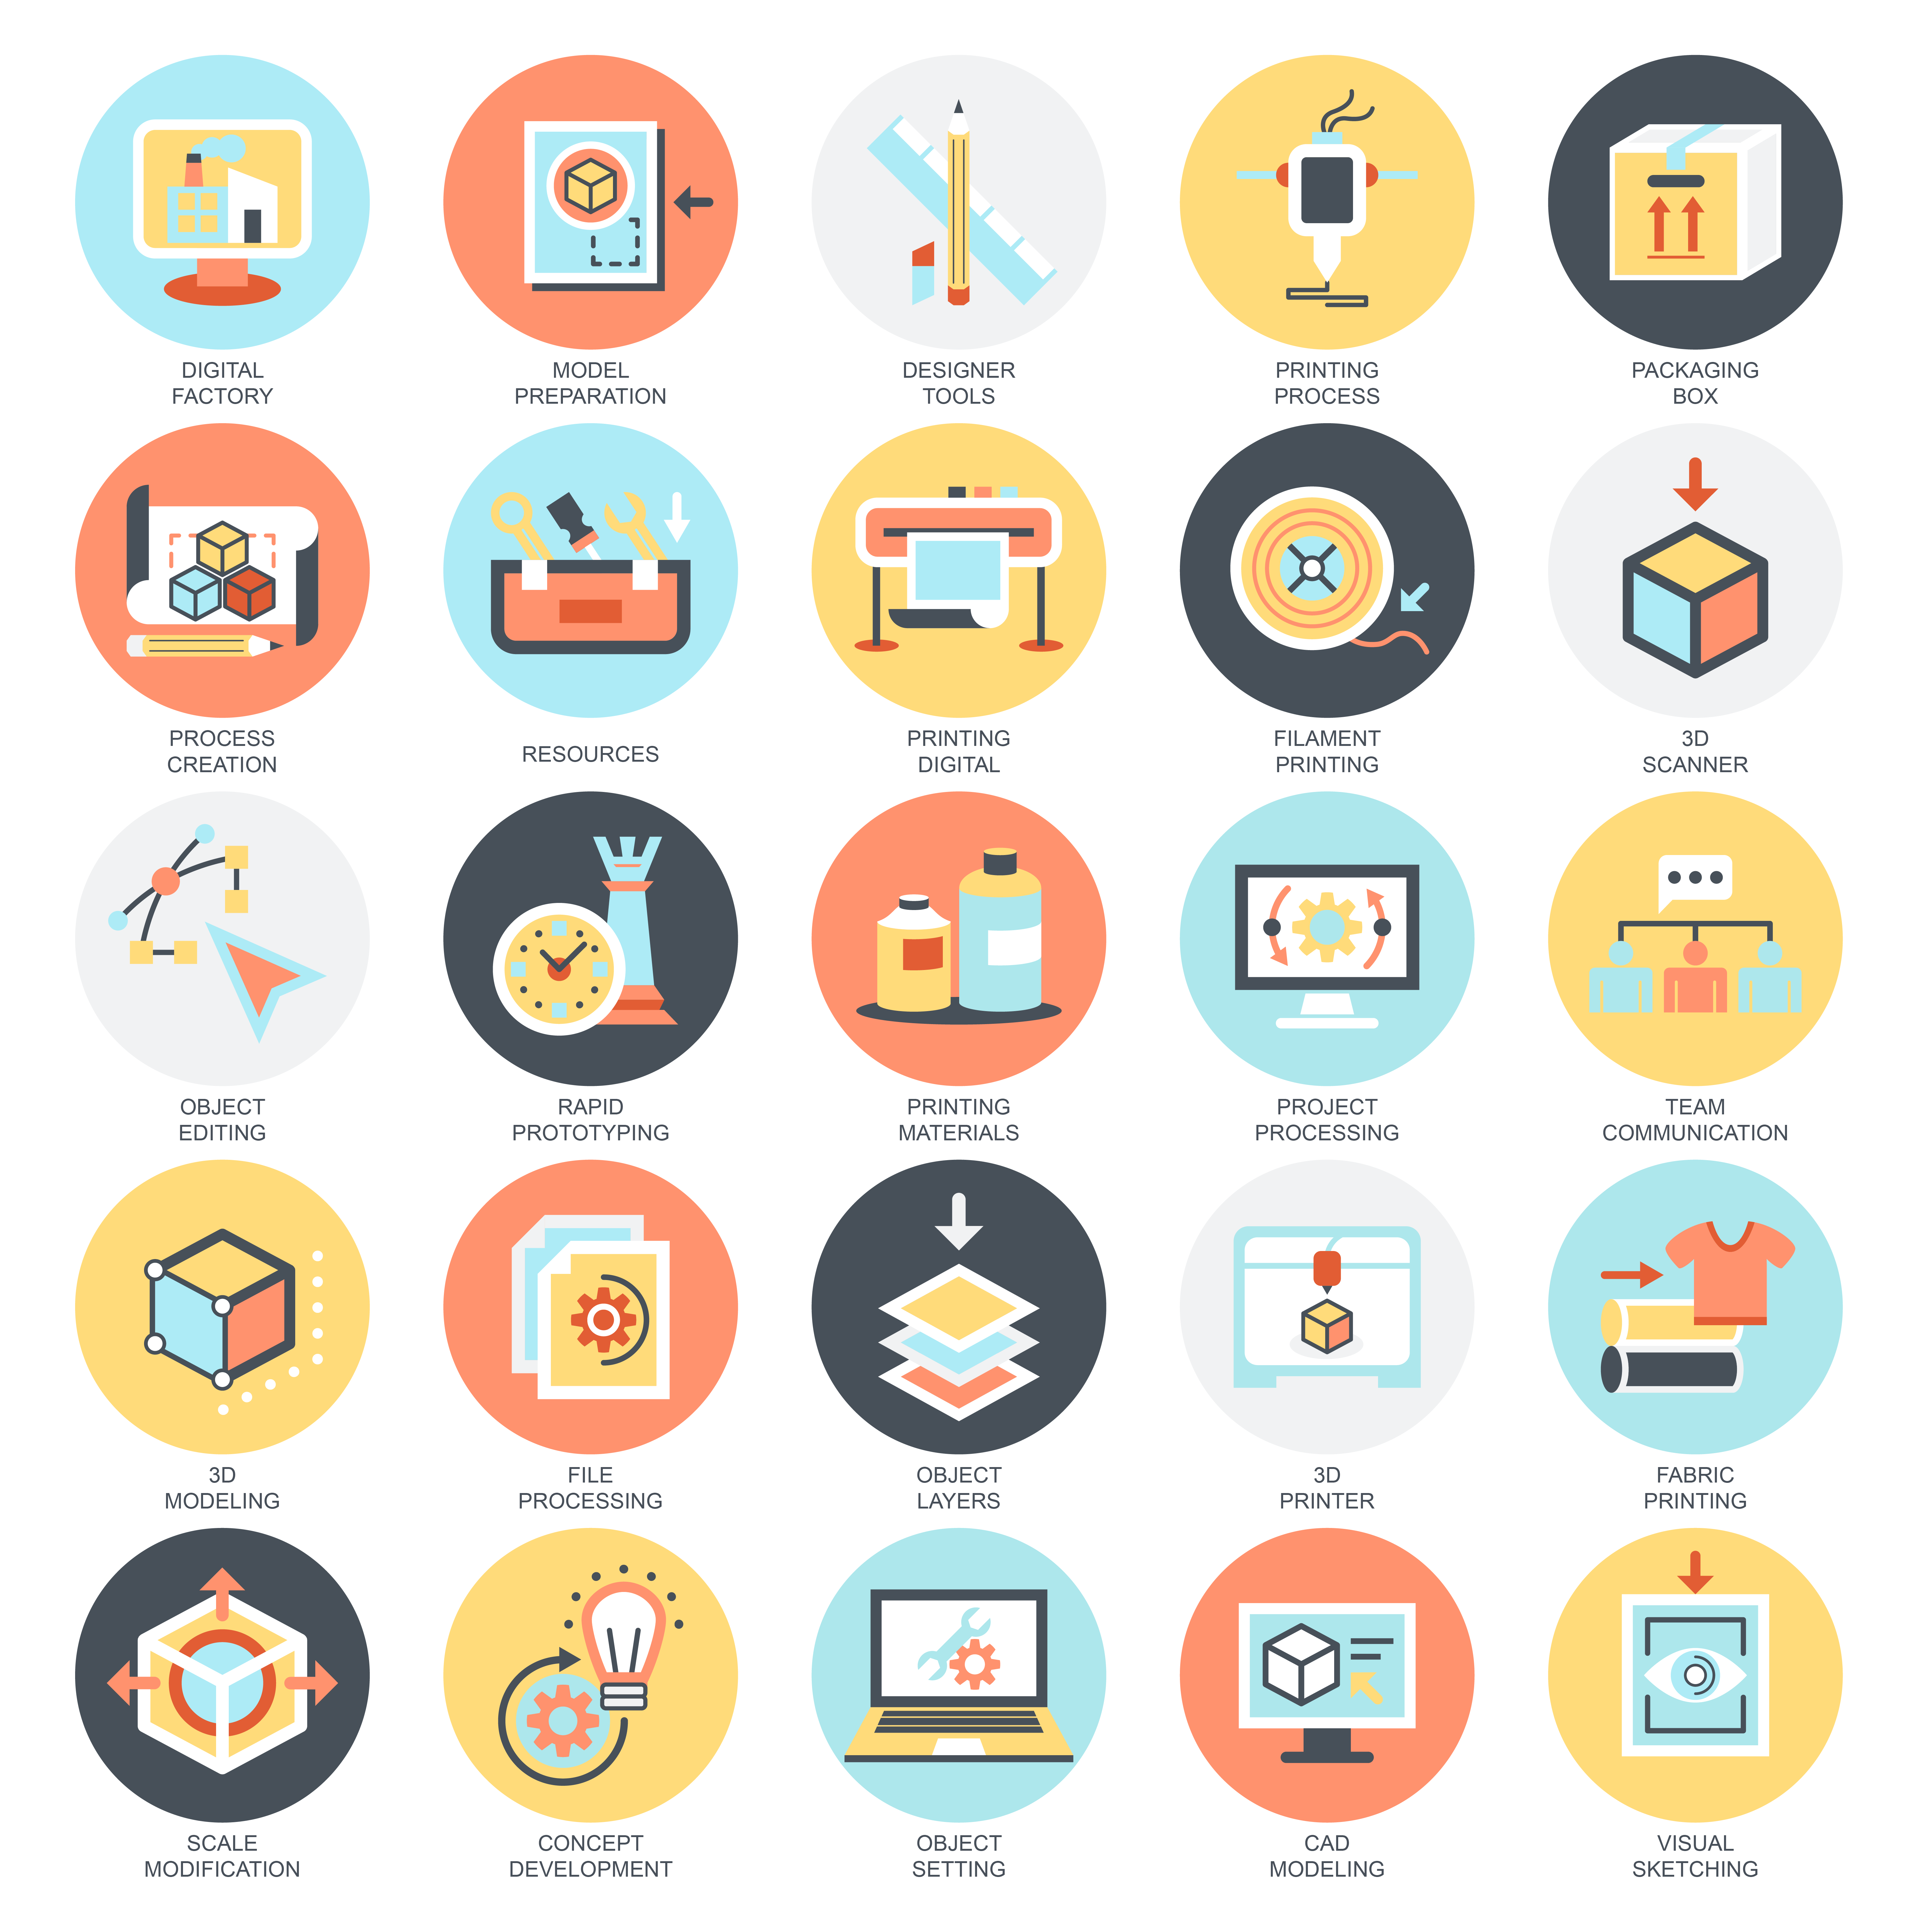 DIGITAL
FACTORY
MODEL
PREPARATION
DESIGNER
TOOLS
PRINTING
PROCESS
PACKAGING
BOX
PROCESS
CREATION
RESOURCES
PRINTING
DIGITAL
FILAMENT
PRINTING
3D
SCANNER
OBJECT
EDITING
RAPID
PROTOTYPING
PRINTING
MATERIALS
PROJECT
PROCESSING
TEAM
COMMUNICATION
3D
MODELING
FILE
PROCESSING
OBJECT
LAYERS
3D
PRINTER
FABRIC
PRINTING
SCALE
MODIFICATION
CONCEPT
DEVELOPMENT
OBJECT
SETTING
CAD
MODELING
VISUAL
SKETCHING